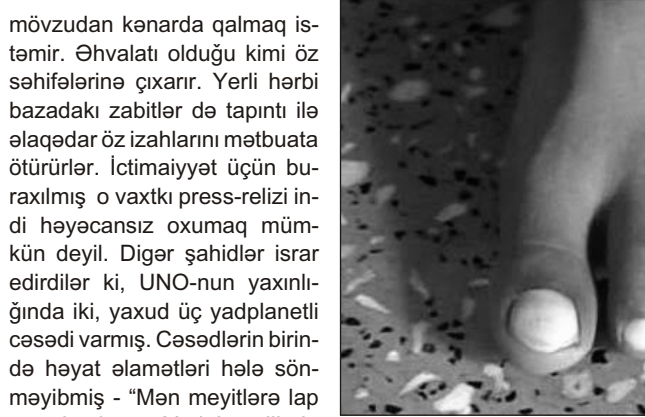 mövzudan kənarda qalmaq is-
təmir. Əhvalatı olduğu kimi öz
səhifələrinə çıxarır. Yerli hərbi
bazadakı zabitlər də tapıntı ilə
əlaqədar öz izahlarını mətbuata
ötürürlər. İctimaiyyət üçün bu-
raxılmış o vaxtkı press-relizi in-
di həyəcansız oxumaq müm-
kün deyil. Digər şahidlər israr
edirdilər ki, UNO-nun yaxınlı-
ğında iki, yaxud üç yadplanetli
cəsədi varmış. Cəsədlərin birin-
də həyat əlamətləri hələ sön-
məyibmiş - “Mən meyitlərə lap